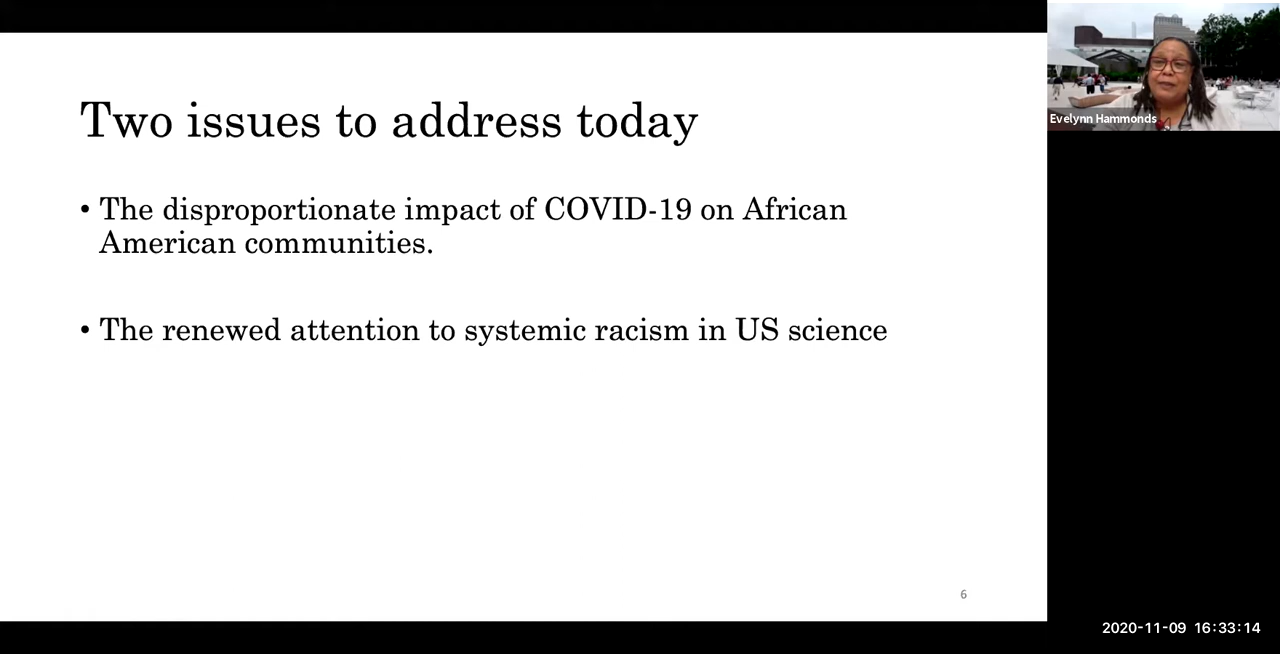 Two issues to address today
• The disproportionate impact of COVID-19 on African
American communities.
• The renewed attention to systemic racism in US science
6
Evelynn Hammonds
2020-11-09 16:33:14